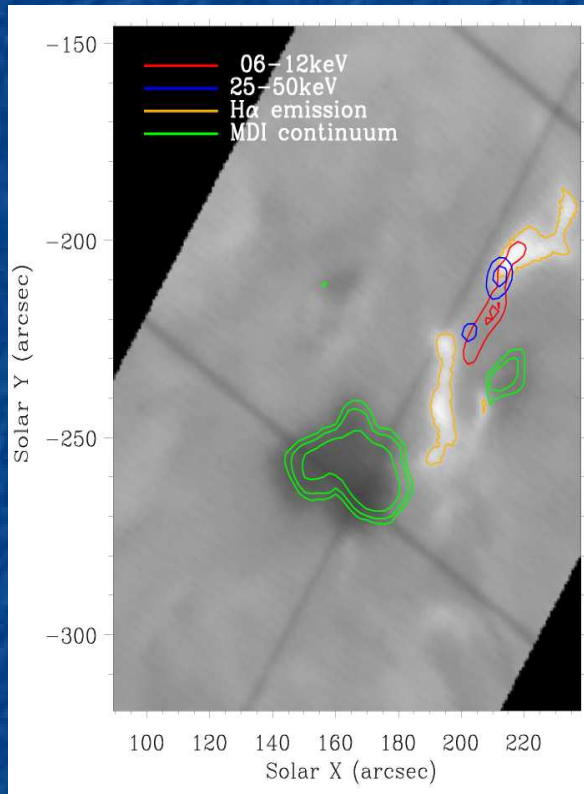 06-12keV
25-50keV
Hα emission
MDI continuum
-150
-200
-250
-300
Solar Y (arcsec)
100 120 140 160 180 200 220
Solar X (arcsec)